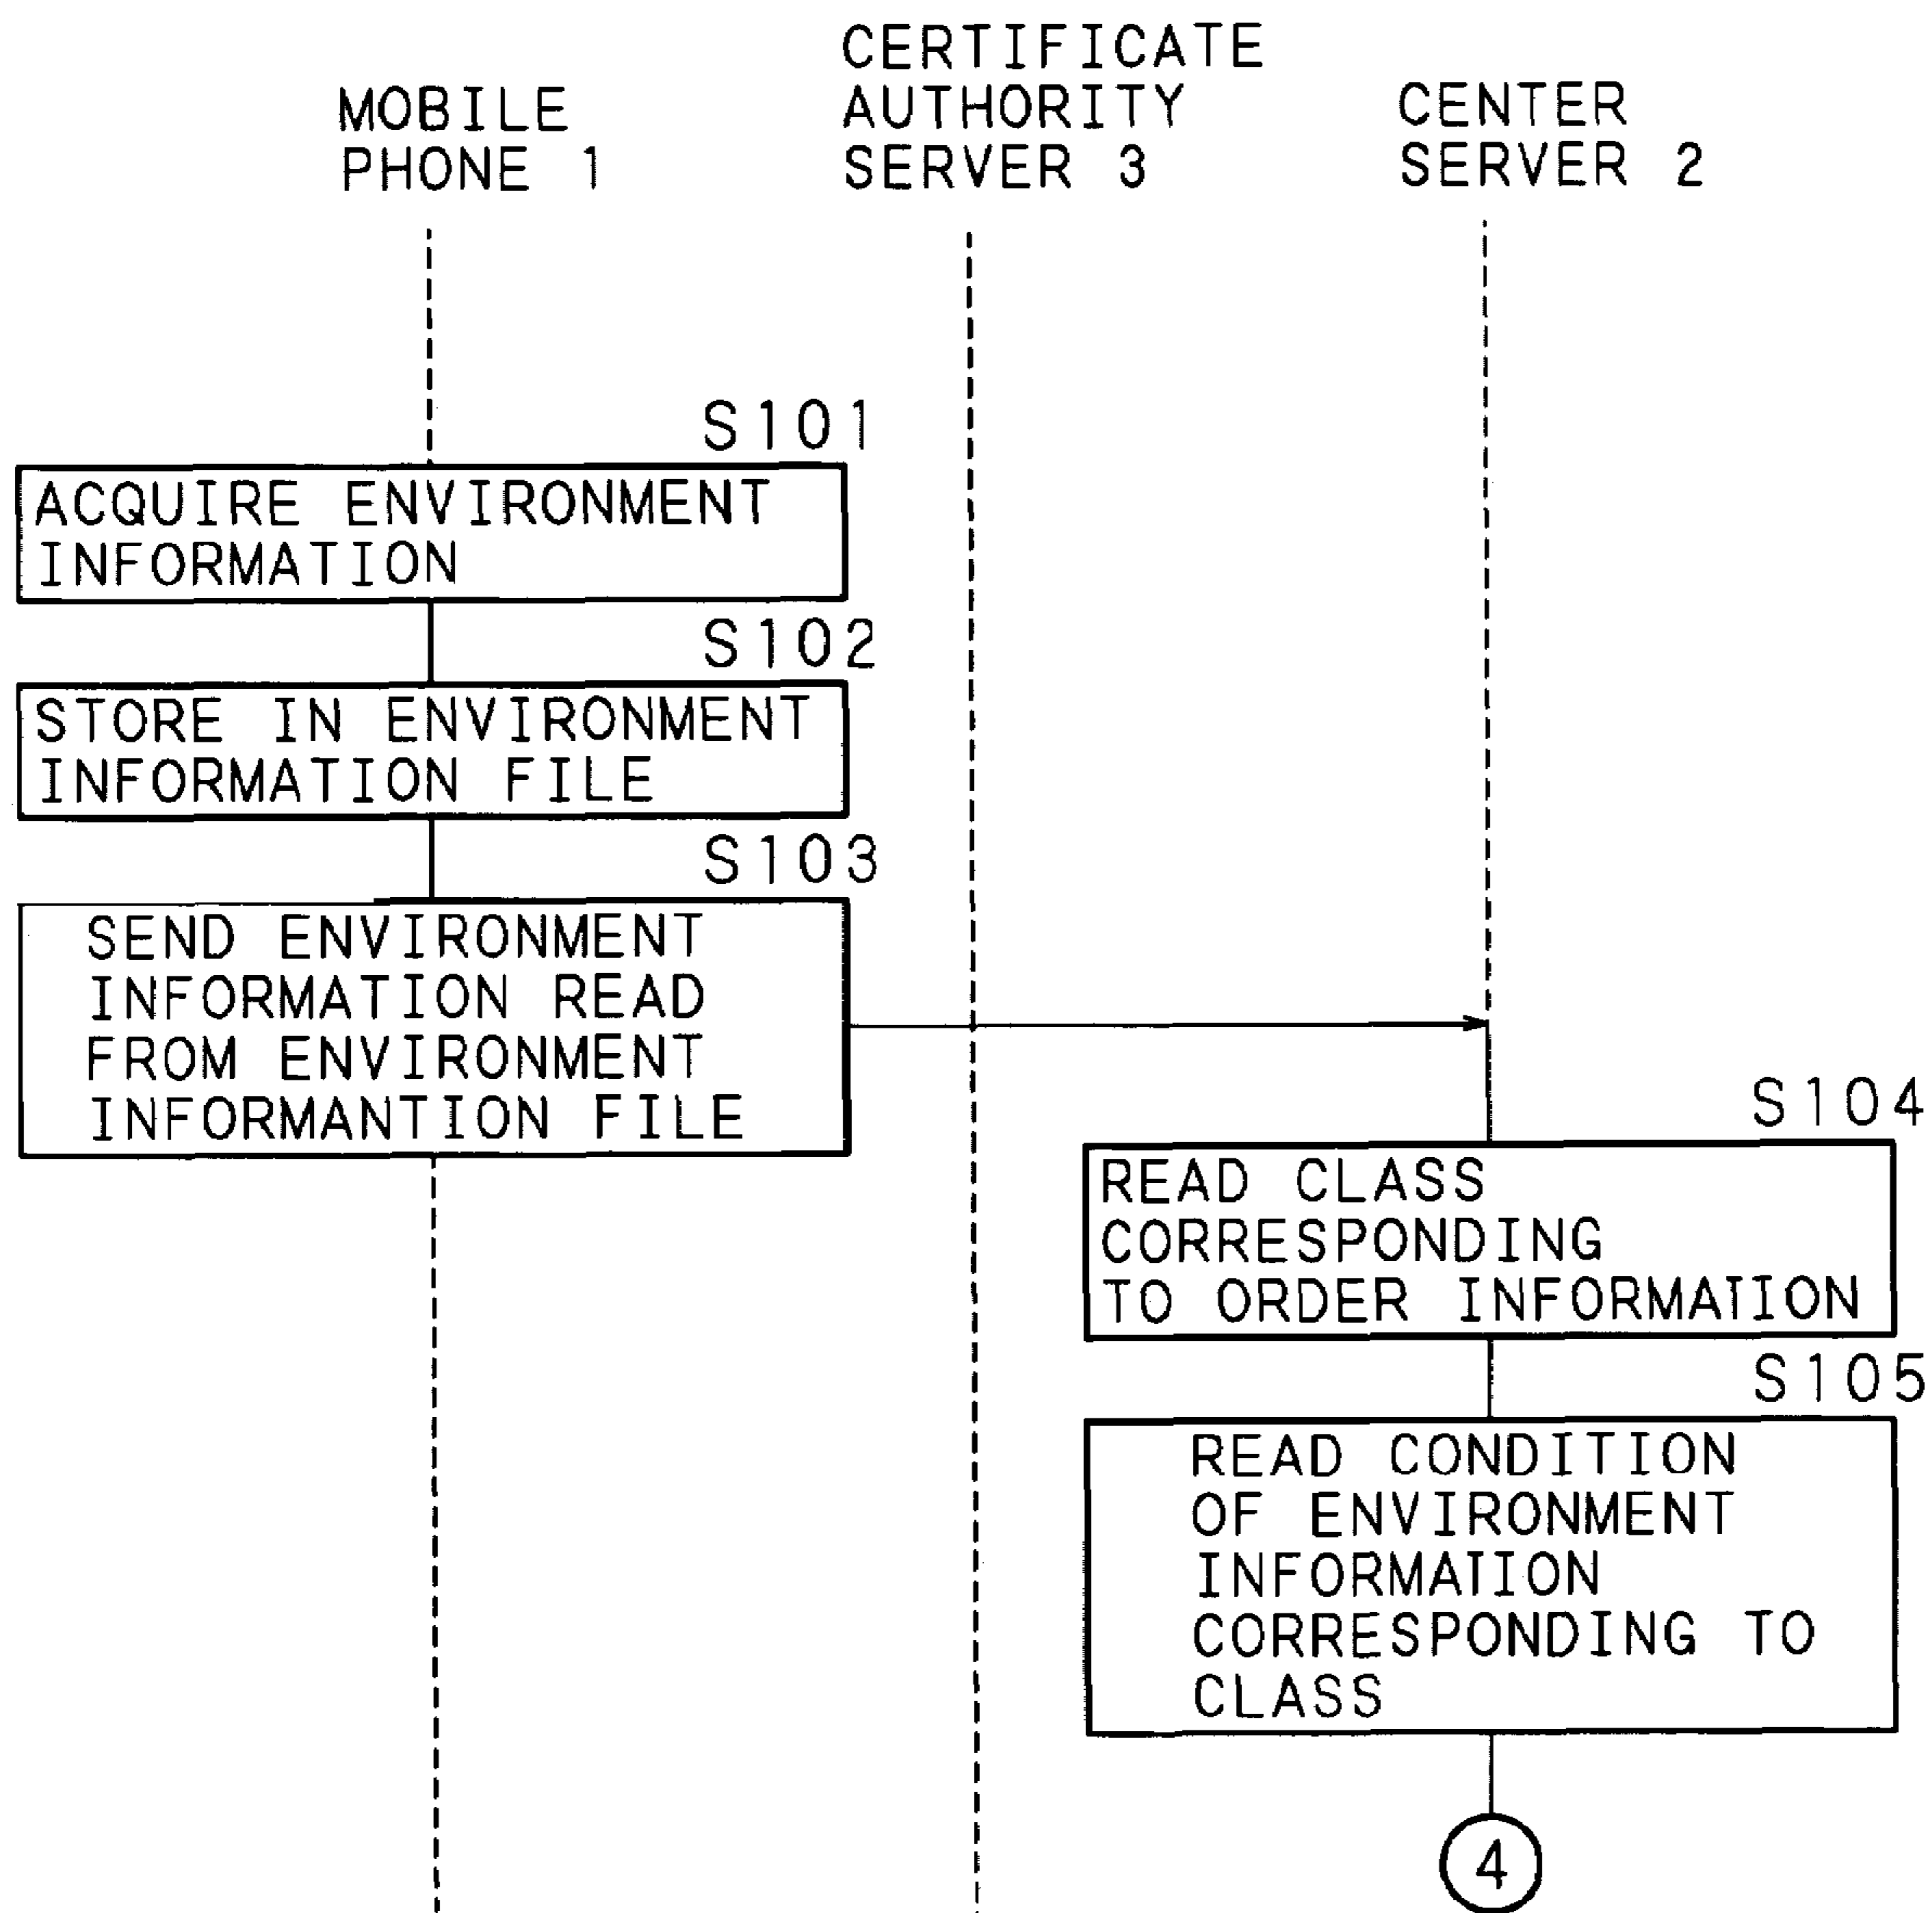 MOBILE
PHONE 1
CERTIFICATE
AUTHORITY
SERVER 3
CENTER
SERVER 2
S101
ACQUIRE ENVIRONMENT
INFORMATION
S102
STORE IN ENVIRONMENT
INFORMATION FILE
S103
SEND ENVIRONMENT
INFORMATION READ
FROM ENVIRONMENT
INFORMANTION FILE
S104
READ CLASS
CORRESPONDING
TO ORDER INFORMATION
S105
READ CONDITION
OF ENVIRONMENT
INFORMATION
CORRESPONDING TO
CLASS
4